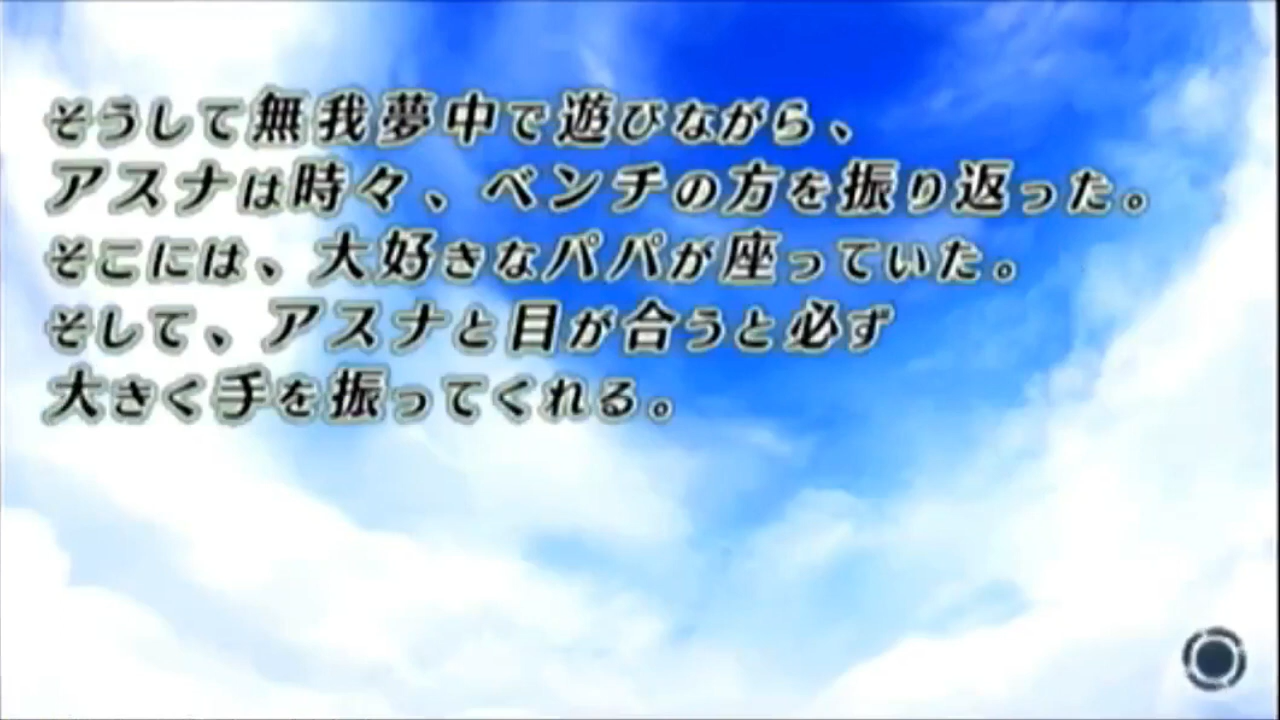 そうして無我夢中で遊びながら、
アスナは時々、ベンチの方を振り返った。
そこには、大好きなパパが座っていた。
そして、アスナと目が合うと必ず
大きく手を振ってくれる。